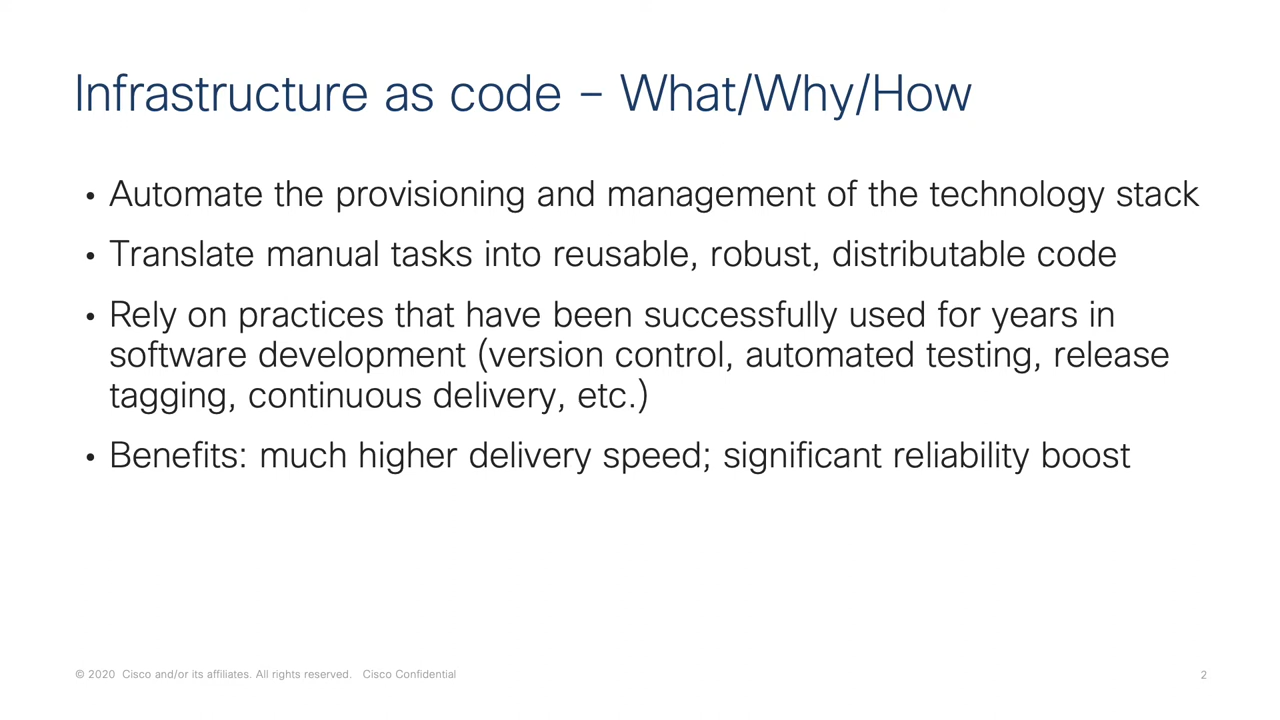 Infrastructure as code – What/Why/How
• Automate the provisioning and management of the technology stack
• Translate manual tasks into reusable, robust, distributable code
• Rely on practices that have been successfully used for years in
software development (version control, automated testing, release
tagging, continuous delivery, etc.)
• Benefits: much higher delivery speed; significant reliability boost
© 2020 Cisco and/or its affiliates. All rights reserved. Cisco Confidential
2